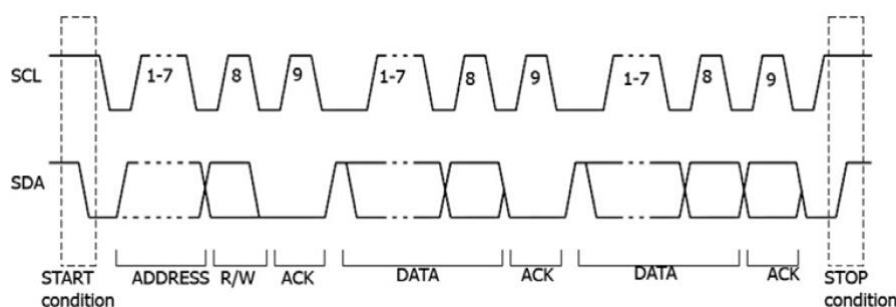 SCL 1-7 8 9 1-7 8 9 1-7 8 9
SDA
START condition ADDRESS R/W ACK DATA ACK DATA ACK STOP condition